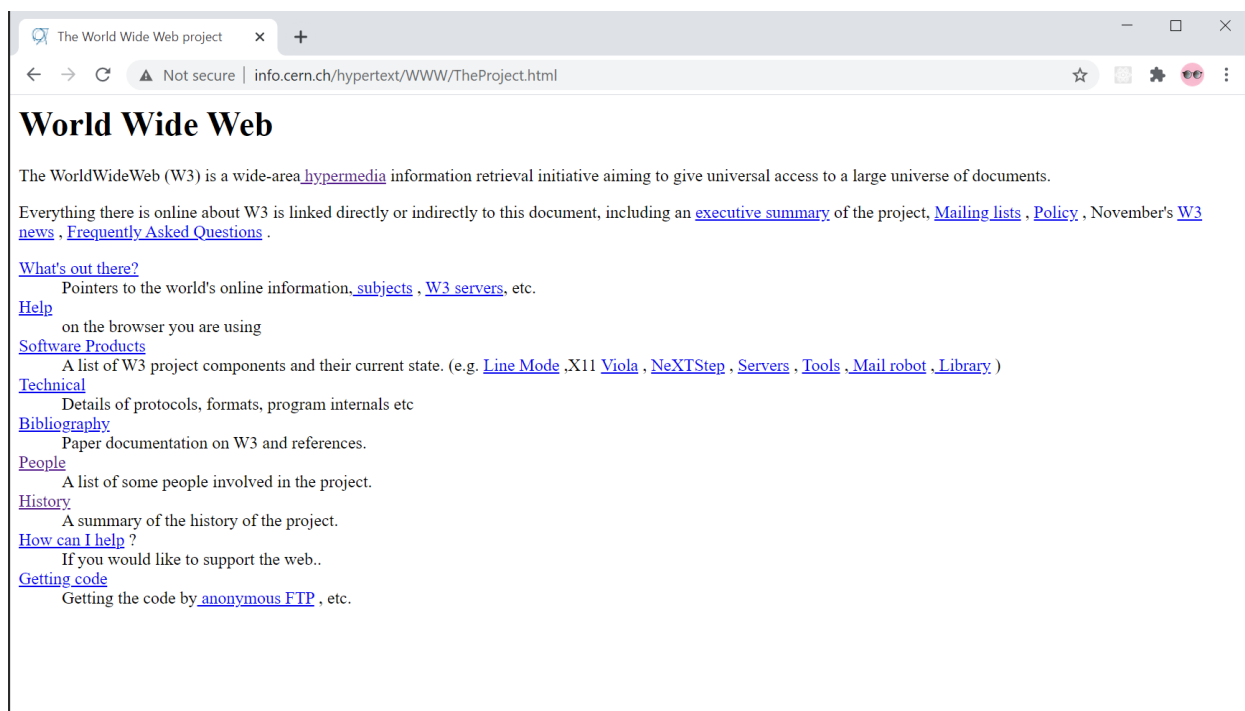 The World Wide Web project
Not secure | info.cern.ch/hypertext/WWW/TheProject.html
World Wide Web
The WorldWideWeb (W3) is a wide-area hypermedia information retrieval initiative aiming to give universal access to a large universe of documents.
Everything there is online about W3 is linked directly or indirectly to this document, including an executive summary of the project, Mailing lists , Policy , November's W3
news , Frequently Asked Questions .
What's out there?
Pointers to the world's online information, subjects , W3 servers, etc.
Help
on the browser you are using
Software Products
A list of W3 project components and their current state. (e.g. Line Mode ,X11 Viola , NeXTStep , Servers , Tools , Mail robot , Library )
Technical
Details of protocols, formats, program internals etc
Bibliography
Paper documentation on W3 and references.
People
A list of some people involved in the project.
History
A summary of the history of the project.
How can I help ?
If you would like to support the web..
Getting code
Getting the code by anonymous FTP , etc.